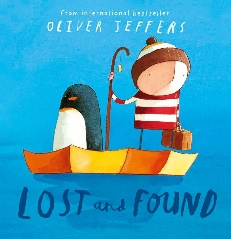 From international bestseller
OLIVER JEFFERS
LOST and FOUND